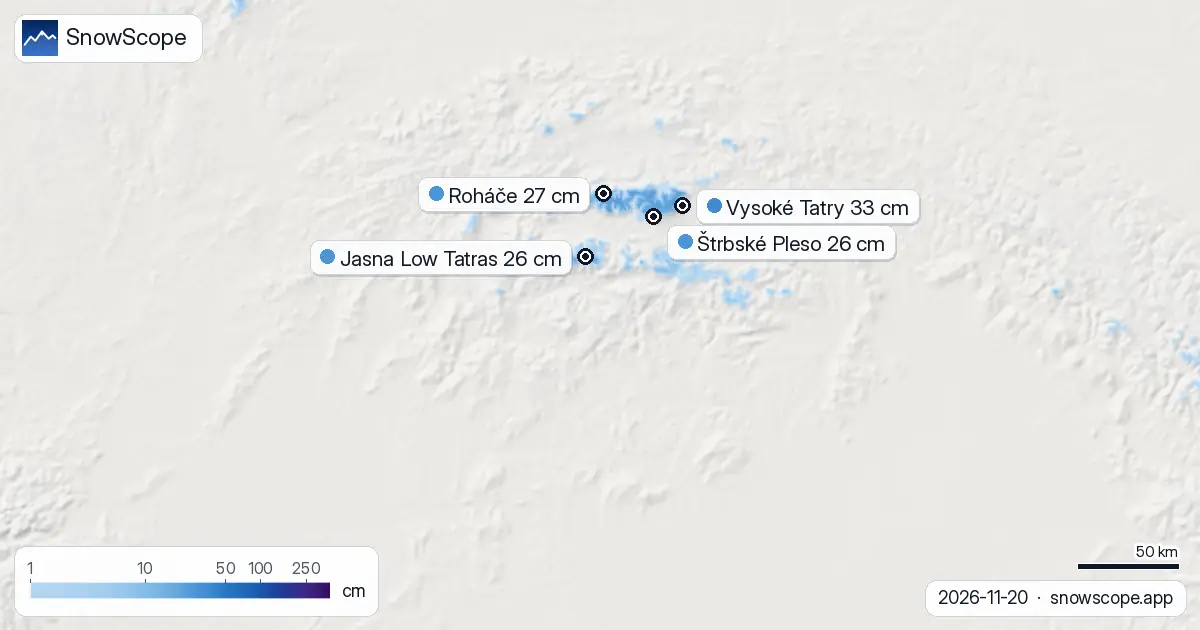 SnowScope
Roháče 27 cm
Vysoké Tatry 33 cm
Štrbské Pleso 26 cm
Jasna Low Tatras 26 cm
1 10 50 100 250
cm
50 km
2026-11-20 · snowscope.app